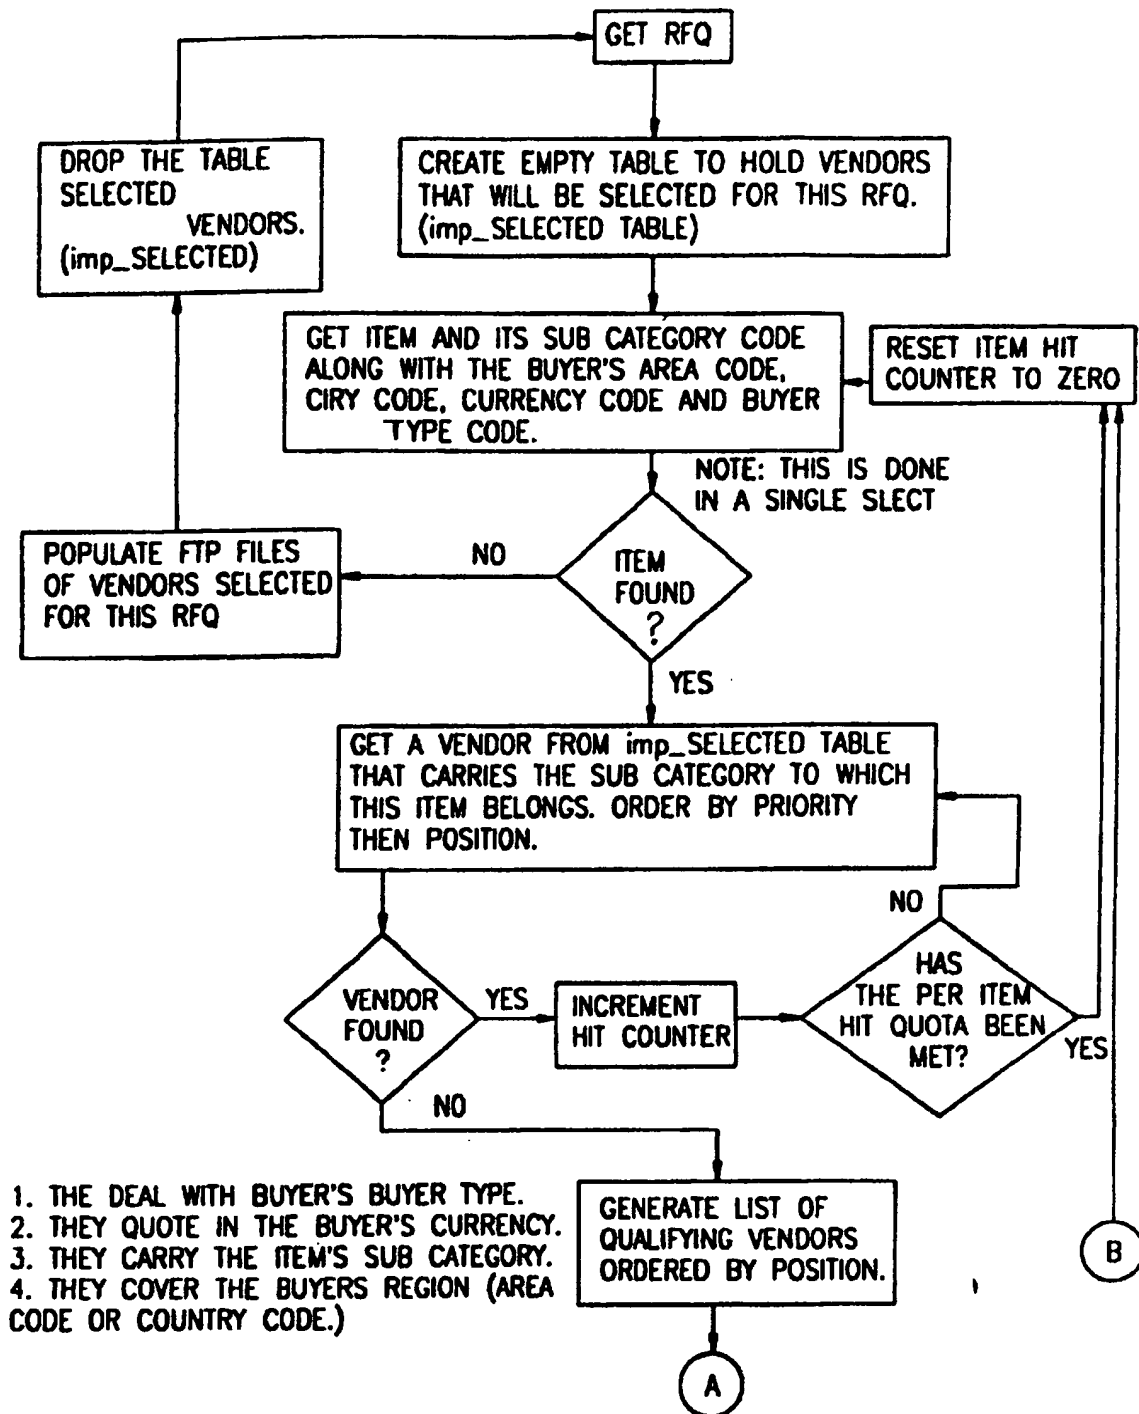 GET RFQ
DROP THE TABLE
SELECTED
VENDORS.
(imp_SELECTED)
CREATE EMPTY TABLE TO HOLD VENDORS
THAT WILL BE SELECTED FOR THIS RFQ.
(imp_SELECTED TABLE)
GET ITEM AND ITS SUB CATEGORY CODE
ALONG WITH THE BUYER'S AREA CODE,
CIRY CODE, CURRENCY CODE AND BUYER
TYPE CODE.
RESET ITEM HIT
COUNTER TO ZERO
NOTE: THIS IS DONE
IN A SINGLE SLECT
POPULATE FTP FILES
OF VENDORS SELECTED
FOR THIS RFQ
NO
ITEM
FOUND
?
YES
GET A VENDOR FROM imp_SELECTED TABLE
THAT CARRIES THE SUB CATEGORY TO WHICH
THIS ITEM BELONGS. ORDER BY PRIORITY
THEN POSITION.
NO
VENDOR
FOUND
?
YES
INCREMENT
HIT COUNTER
HAS
THE PER ITEM
HIT QUOTA BEEN
MET?
YES
NO
1. THE DEAL WITH BUYER'S BUYER TYPE.
2. THEY QUOTE IN THE BUYER'S CURRENCY.
3. THEY CARRY THE ITEM'S SUB CATEGORY.
4. THEY COVER THE BUYERS REGION (AREA
CODE OR COUNTRY CODE.)
GENERATE LIST OF
QUALIFYING VENDORS
ORDERED BY POSITION.
B
A